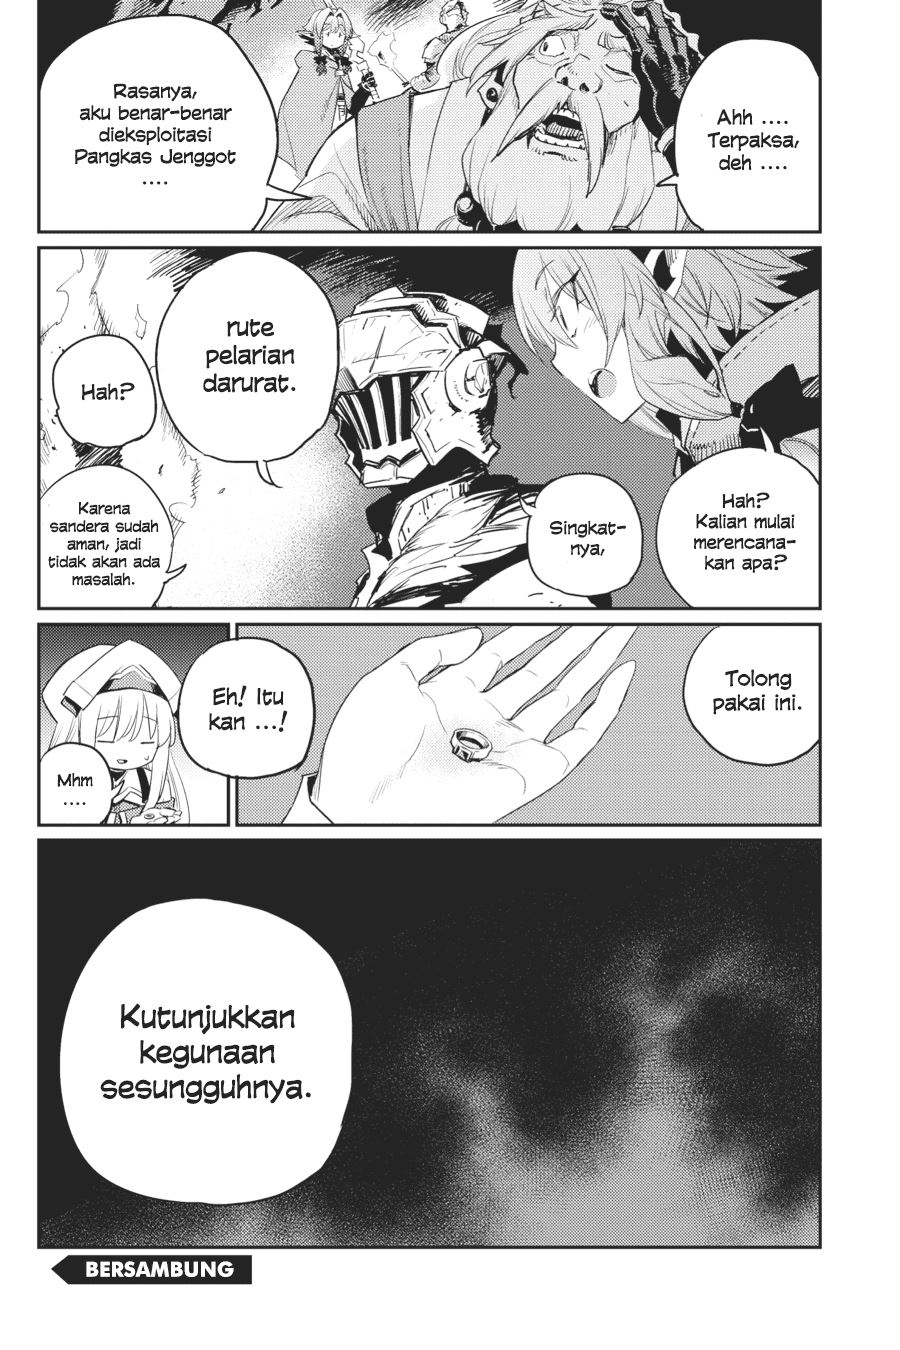 Ahh ....
Terpaksa,
deh ....
Rasanya,
aku benar-benar
dieksploitasi
Pangkas Jenggot
....
Hah?
Kalian mulai
merencana-
kan apa?
Singkat-
nya,
rute
pelarian
darurat.
Hah?
Karena
sandera sudah
aman, jadi
tidak akan ada
masalah.
Tolong
pakai ini.
Eh! Itu
kan ...!
Mhm
....
Kutunjukkan
kegunaan
sesungguhnya.
BERSAMBUNG